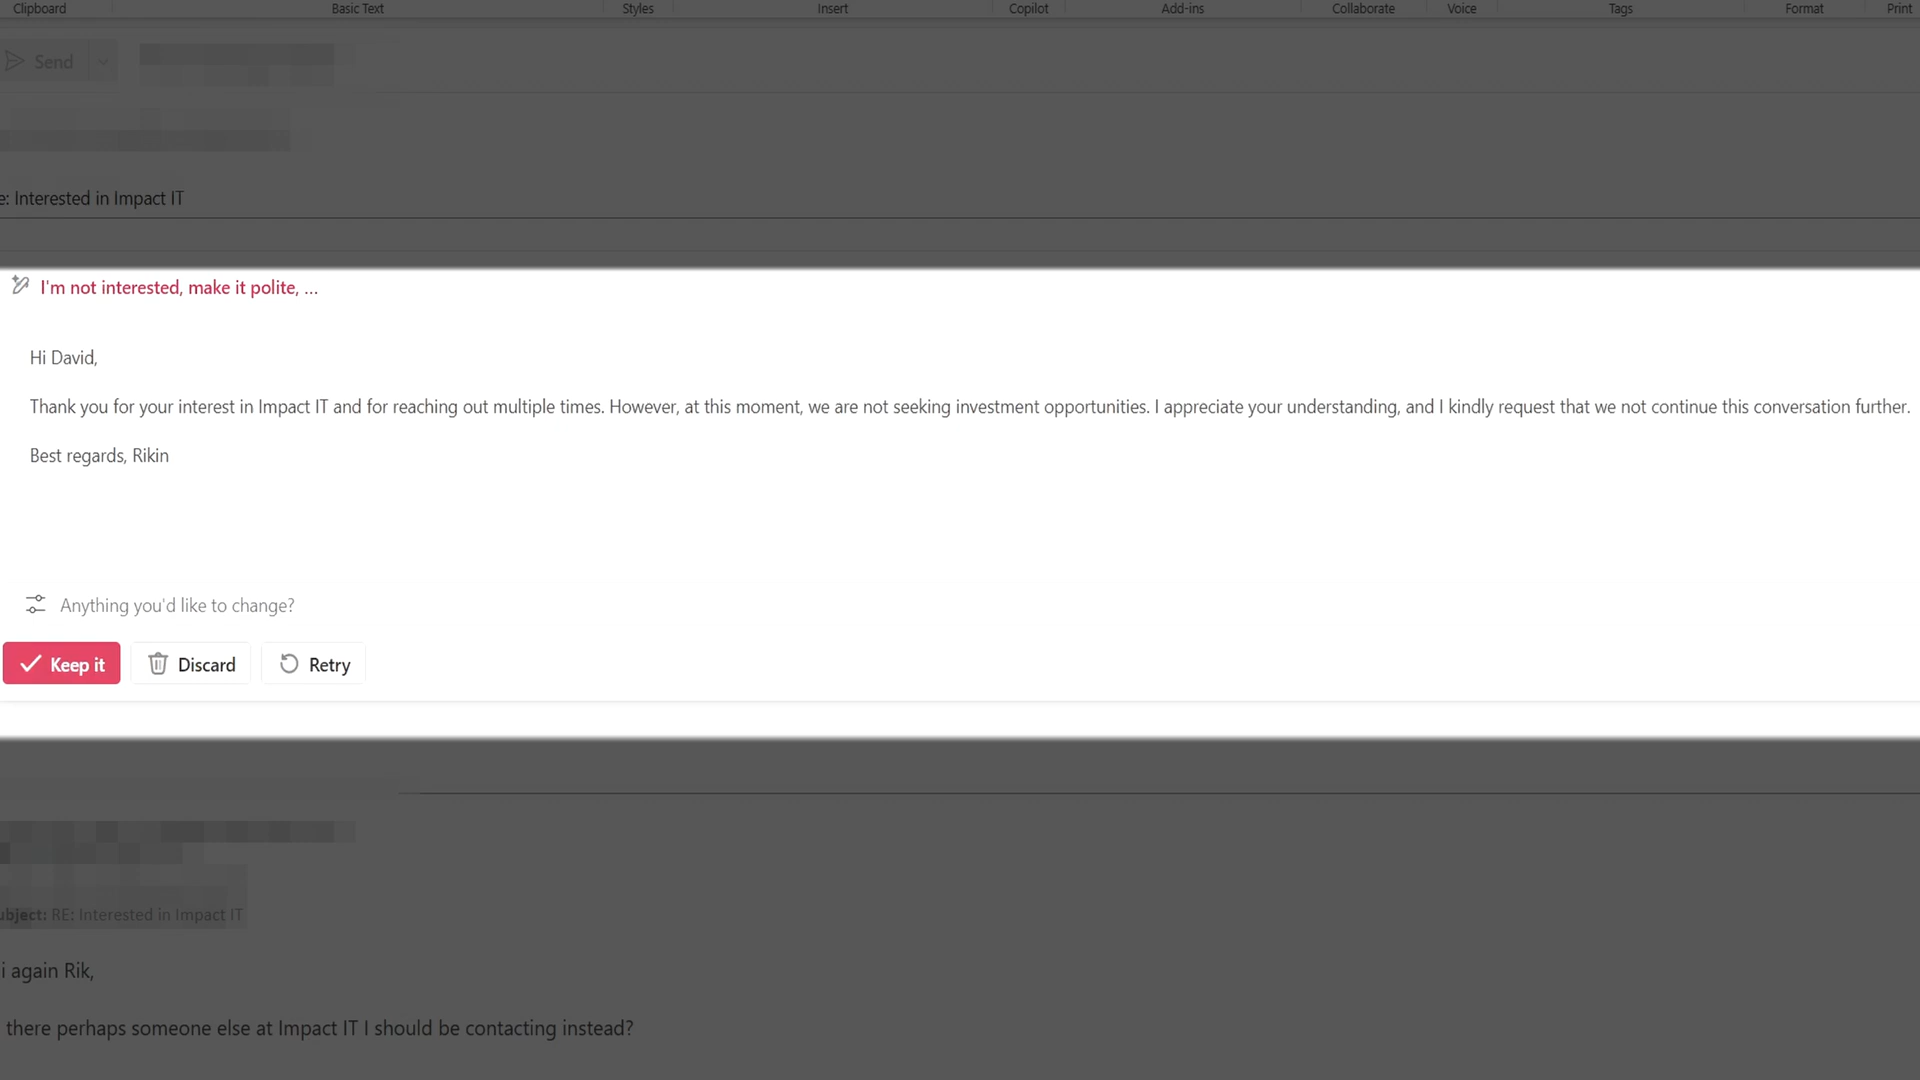 Clipboard Basic Text Styles Insert Copilot Add-ins Collaborate Voice Tags Format Print
Send
e: Interested in Impact IT
I'm not interested, make it polite, ...
Hi David,
Thank you for your interest in Impact IT and for reaching out multiple times. However, at this moment, we are not seeking investment opportunities. I appreciate your understanding, and I kindly request that we not continue this conversation further.
Best regards, Rikin
Anything you'd like to change?
Keep it Discard Retry
ubject: RE: Interested in Impact IT
i again Rik,
there perhaps someone else at Impact IT I should be contacting instead?